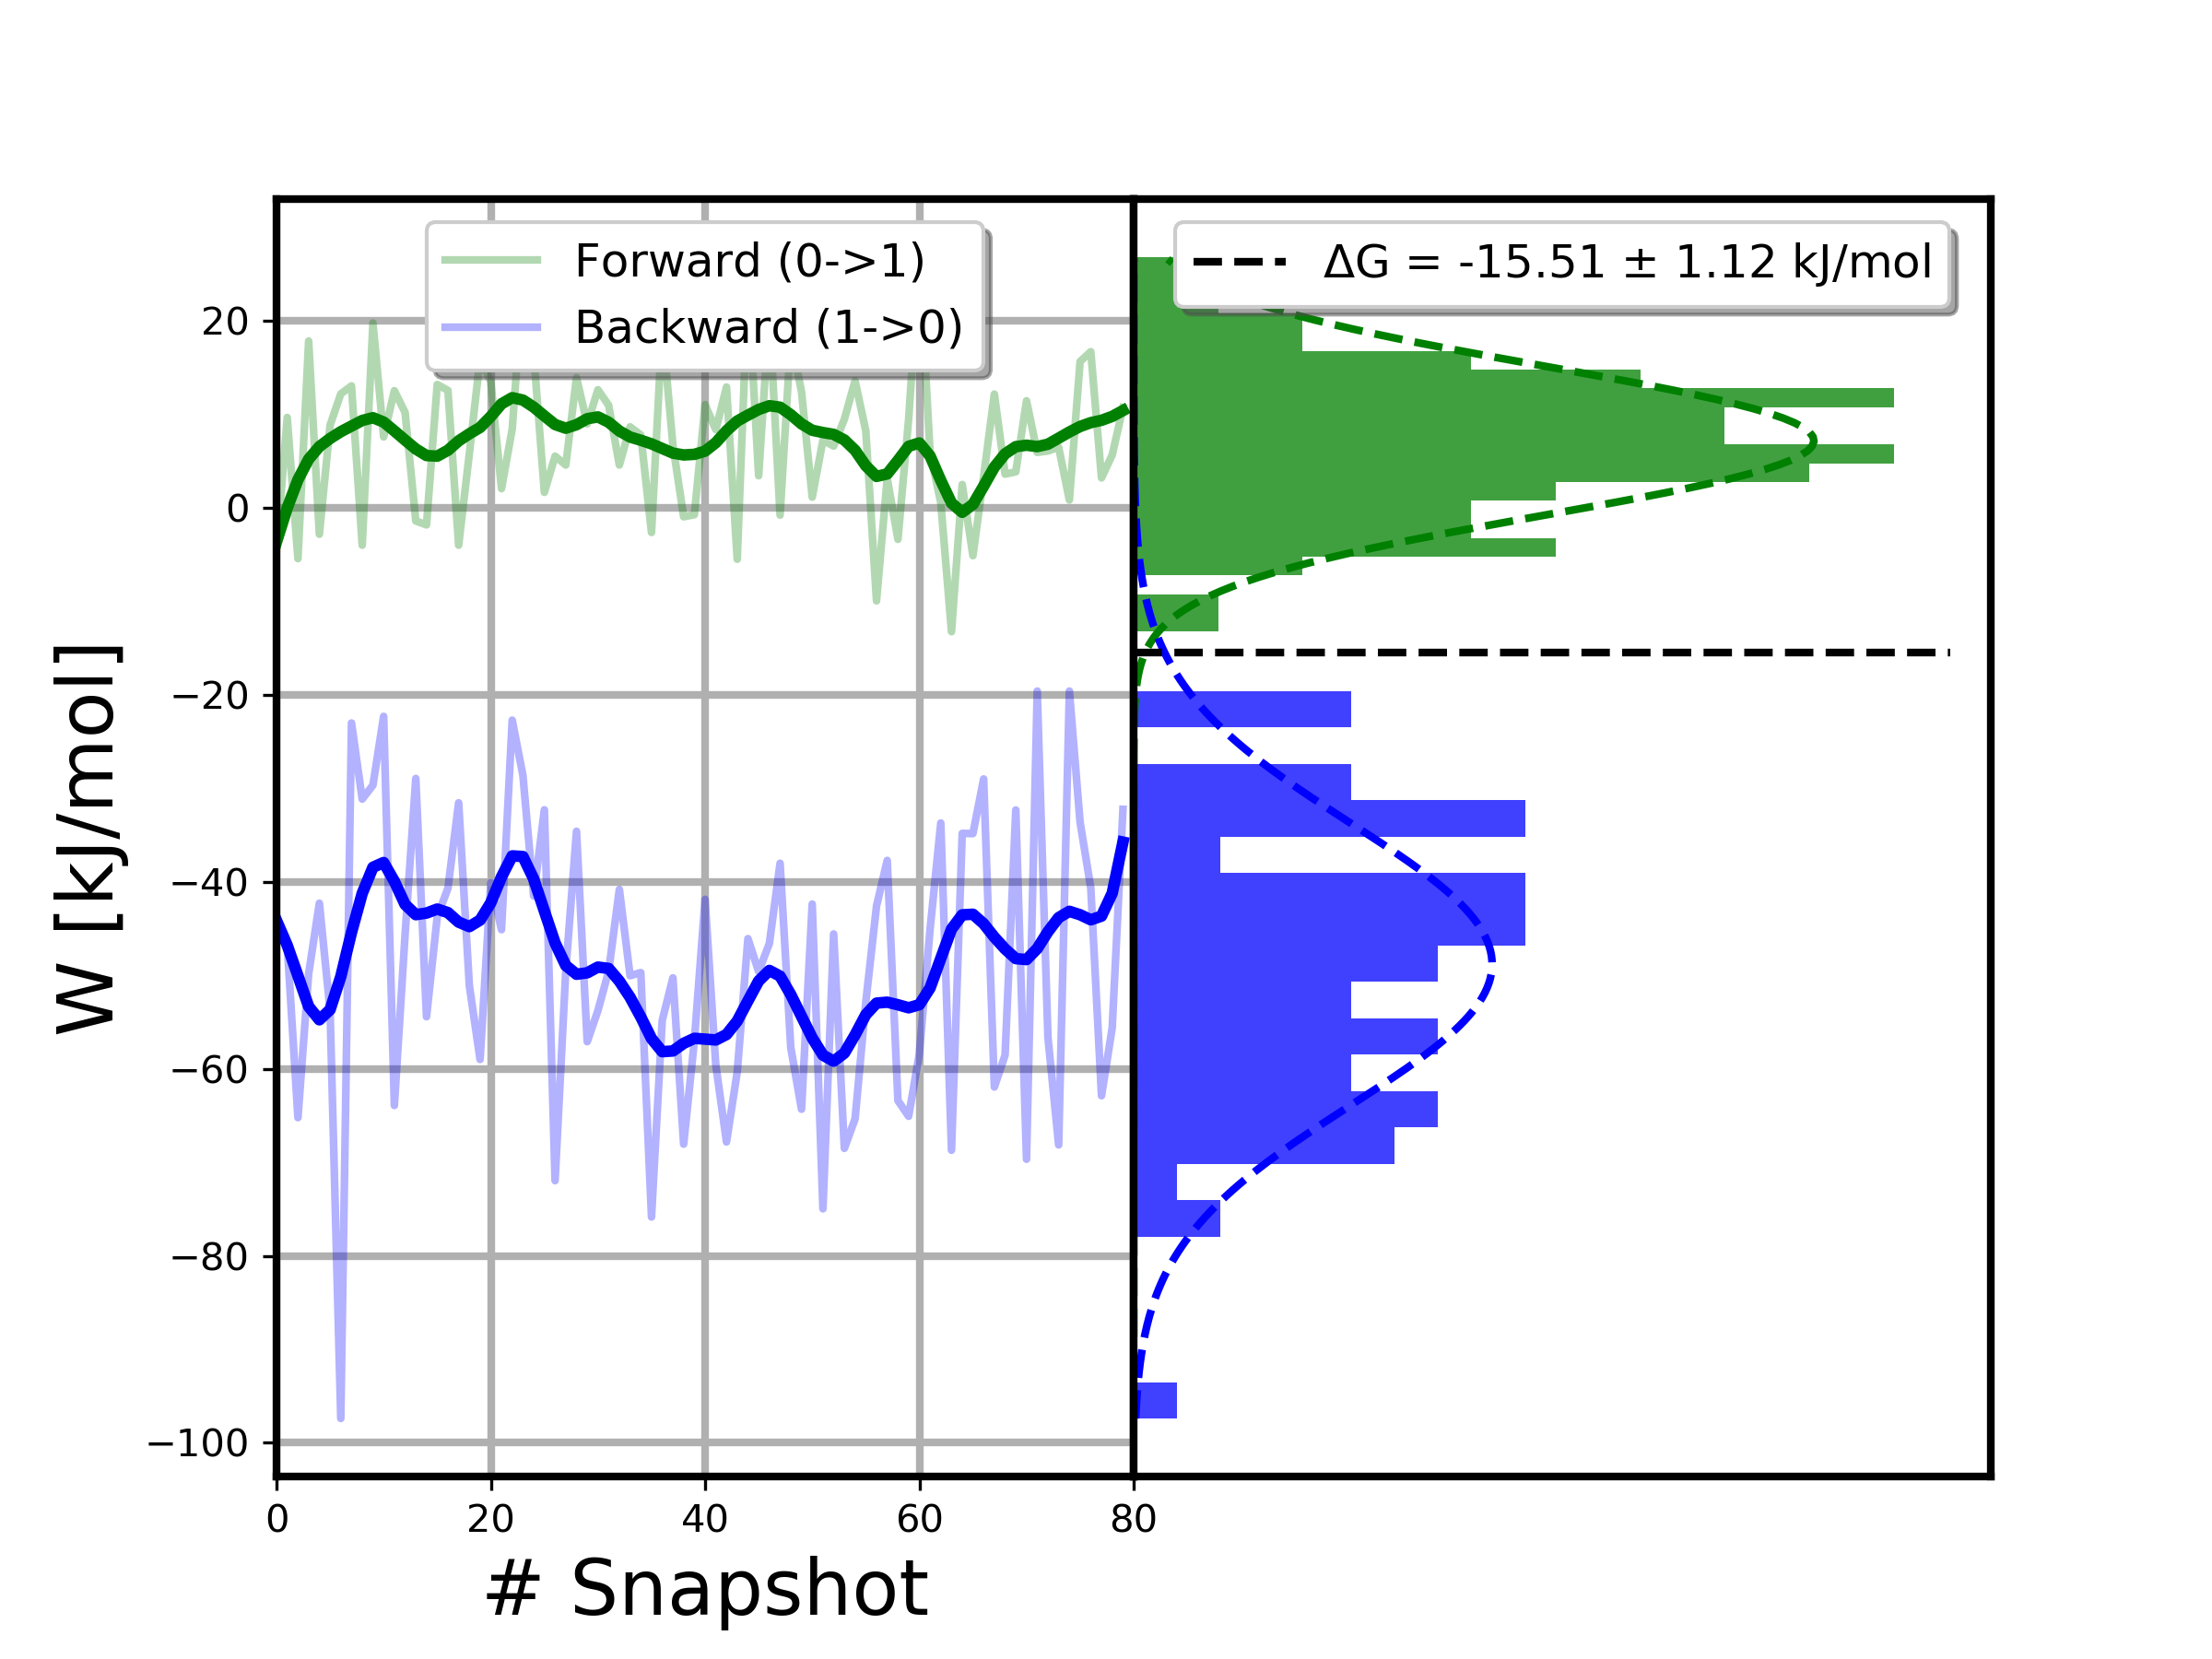 Forward (0->1)
Backward (1->0)
ΔG = -15.51 ± 1.12 kJ/mol
20
0
−20
−40
−60
−80
−100
W [kJ/mol]
0
20
40
60
80
# Snapshot